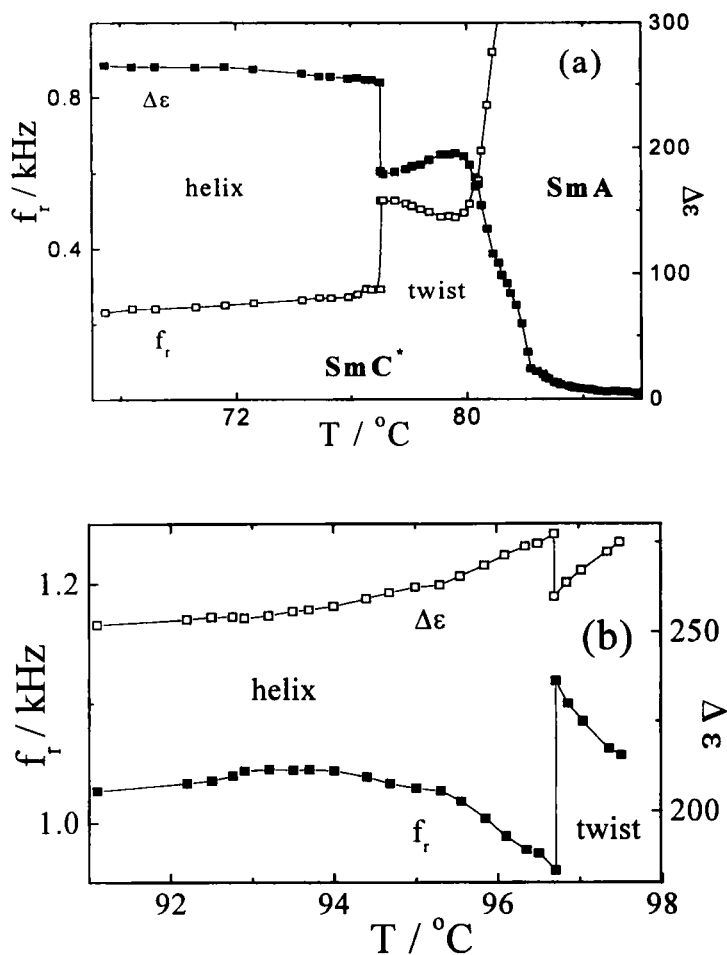 300
(a)
0.8
Δε
200
f_r / kHz
helix
SmA
Δε
0.4
100
twist
f_r
SmC*
0
72
80
T / °C
(b)
1.2
Δε
250
f_r / kHz
helix
Δε
1.0
f_r
200
twist
92
94
96
98
T / °C